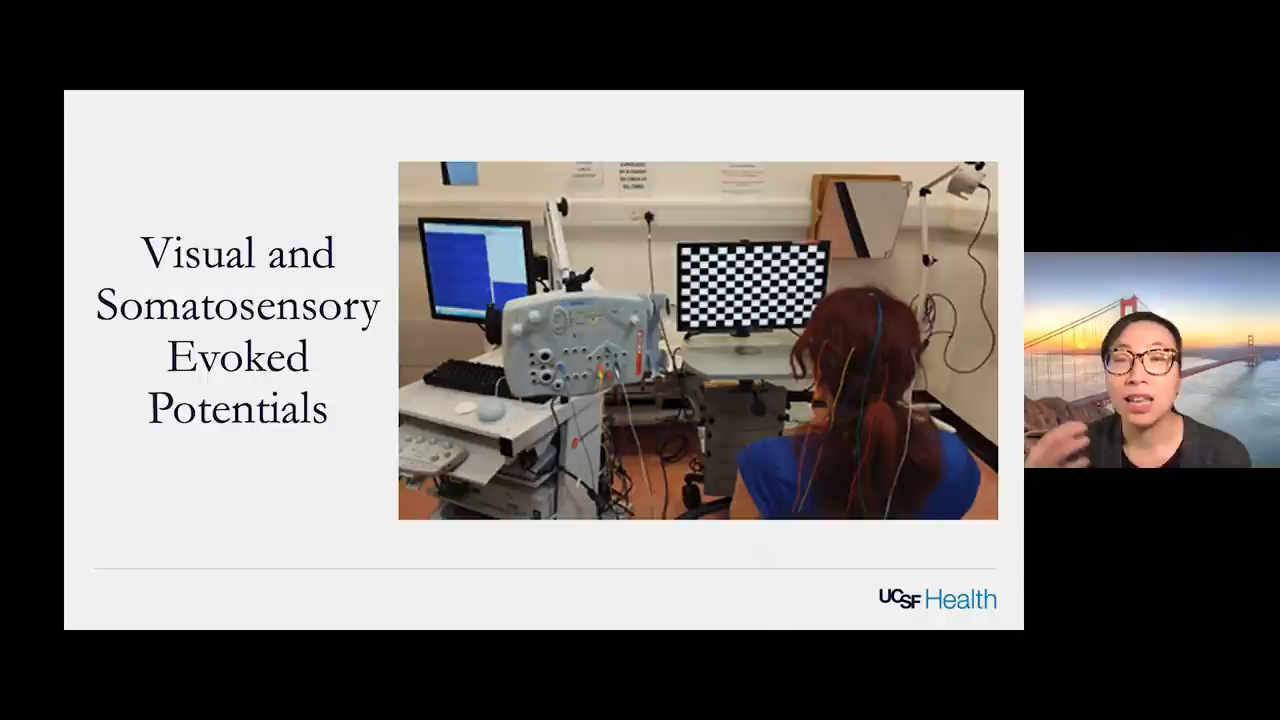 Visual and
Somatosensory
Evoked
Potentials
UCSF Health